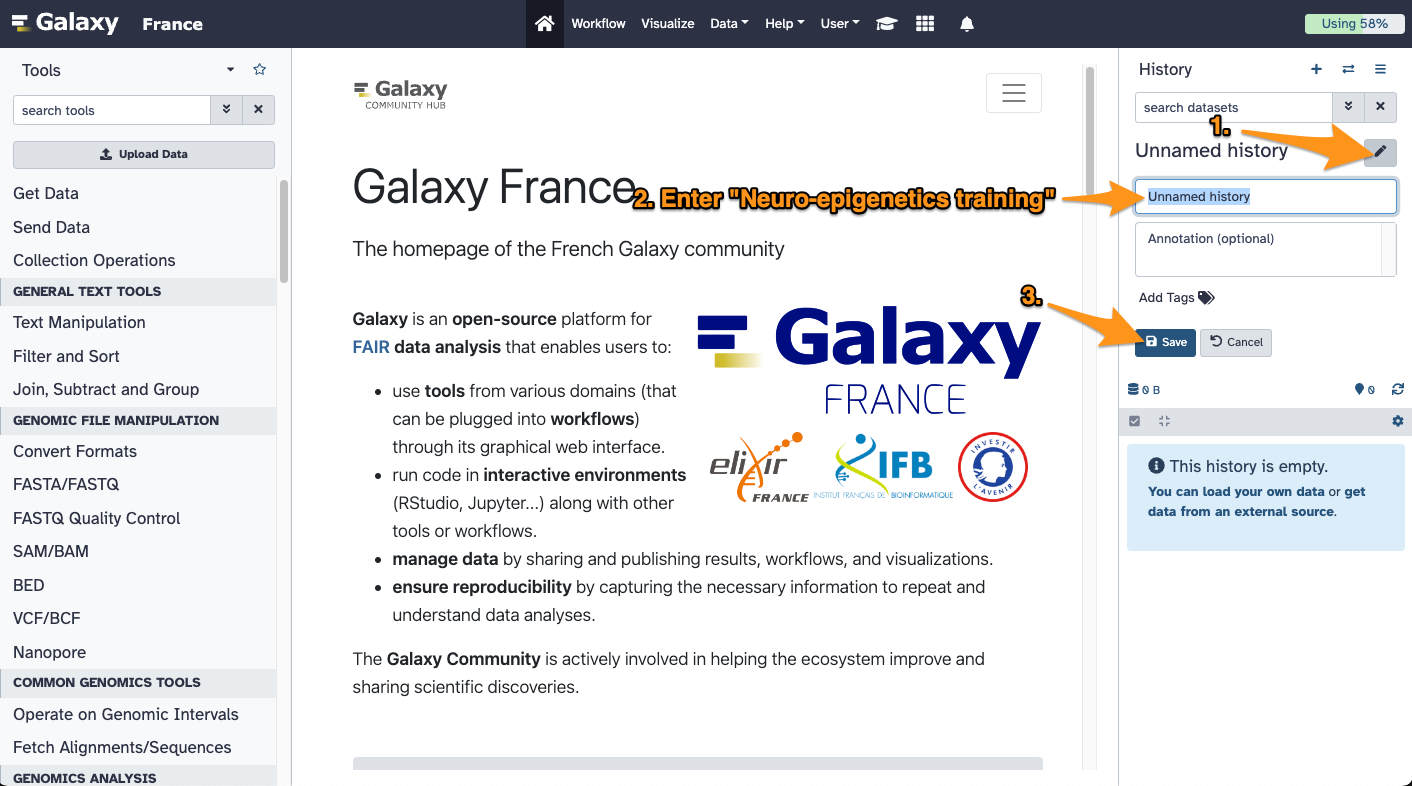 Galaxy France
Workflow Visualize Data Help User
Using 58%
Tools
search tools
Upload Data
Get Data
Send Data
Collection Operations
GENERAL TEXT TOOLS
Text Manipulation
Filter and Sort
Join, Subtract and Group
GENOMIC FILE MANIPULATION
Convert Formats
FASTA/FASTQ
FASTQ Quality Control
SAM/BAM
BED
VCF/BCF
Nanopore
COMMON GENOMICS TOOLS
Operate on Genomic Intervals
Fetch Alignments/Sequences
GENOMICS ANALYSIS
Galaxy
COMMUNITY HUB
Galaxy France
2. Enter "Neuro-epigenetics training"
The homepage of the French Galaxy community
Galaxy is an open-source platform for
FAIR data analysis that enables users to:
• use tools from various domains (that
can be plugged into workflows)
through its graphical web interface.
• run code in interactive environments
(RStudio, Jupyter...) along with other
tools or workflows.
• manage data by sharing and publishing results, workflows, and visualizations.
• ensure reproducibility by capturing the necessary information to repeat and
understand data analyses.
The Galaxy Community is actively involved in helping the ecosystem improve and
sharing scientific discoveries.
Galaxy
FRANCE
elixir
FRANCE
IFB
INSTITUT FRANÇAIS DE BIOINFORMATIQUE
INVESTIR
L'AVENIR
History
search datasets
1.
Unnamed history
Unnamed history
Annotation (optional)
Add Tags
3.
Save Cancel
0 B 0
This history is empty.
You can load your own data or get
data from an external source.